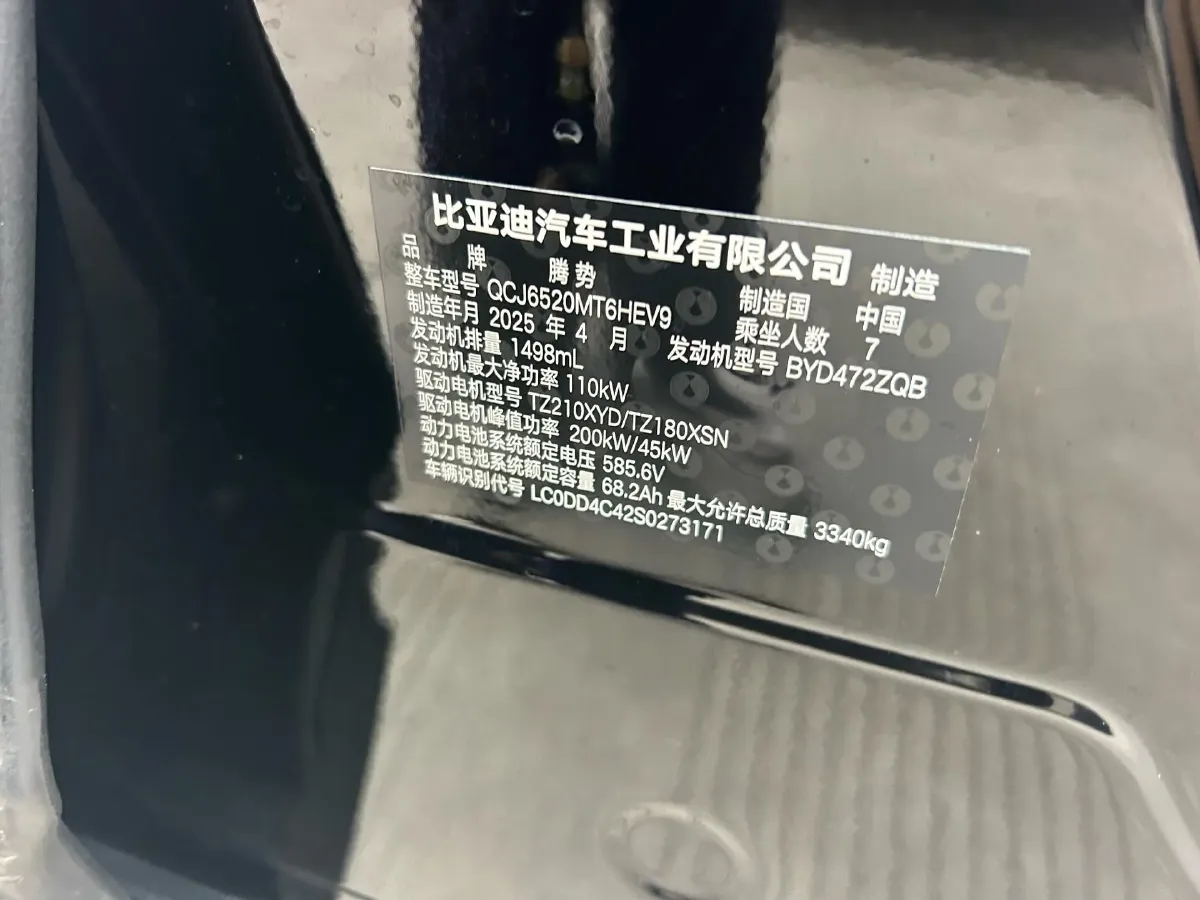 比亚迪汽车工业有限公司 制造
品 牌 腾势 制造国 中国
整车型号 QCJ6520MT6HEV9 乘坐人数 7
制造年月 2025 年 4 月 发动机型号 BYD472ZQB
发动机排量 1498mL
发动机最大净功率 110kW
驱动电机型号 TZ210XYD/TZ180XSN
驱动电机峰值功率 200kW/45kW
动力电池系统额定电压 585.6V
动力电池系统额定容量 68.2Ah 最大允许总质量 3340kg
车辆识别代号 LC0DD4C42S0273171